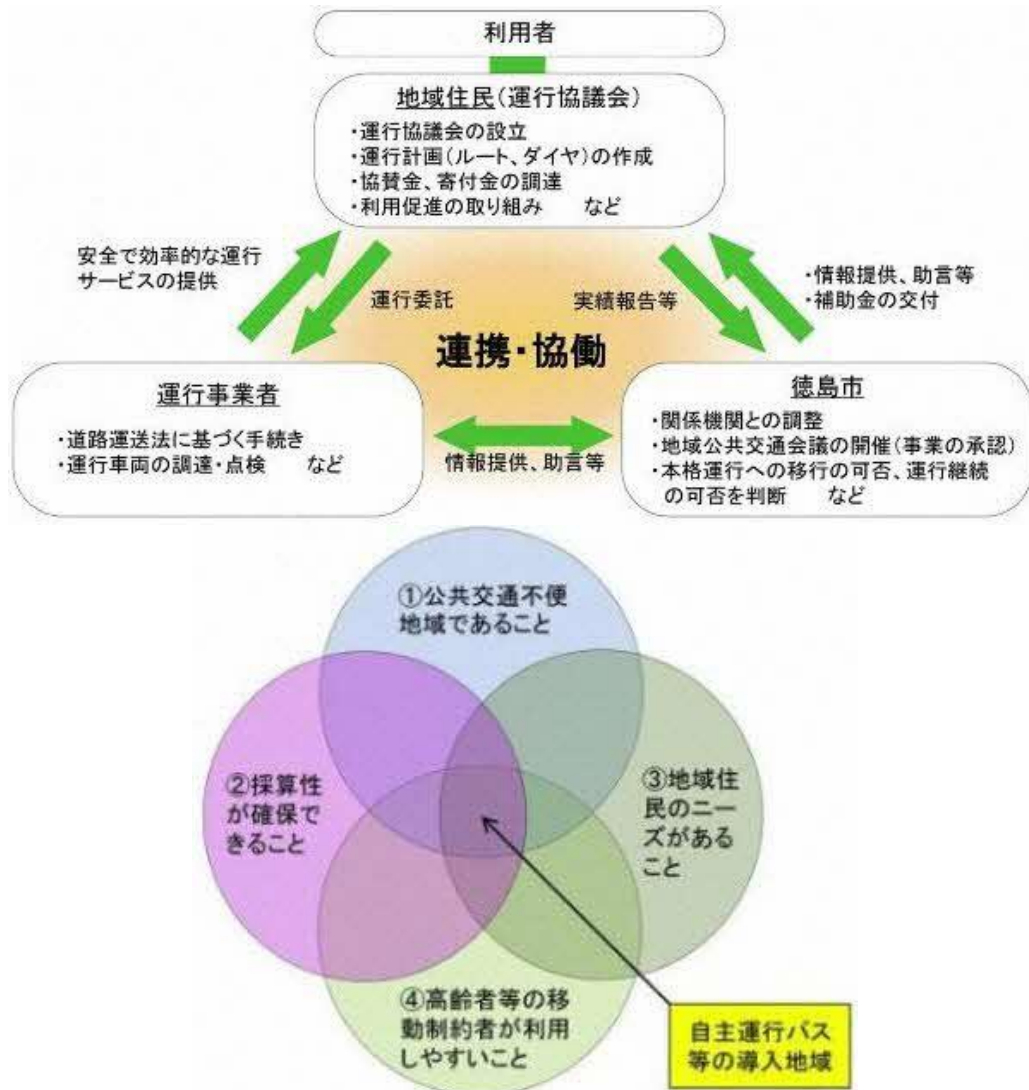 利用者
地域住民(運行協議会)
・運行協議会の設立
・運行計画(ルート、ダイヤ)の作成
・協賛金、寄付金の調達
・利用促進の取り組み　など
安全で効率的な運行
サービスの提供
運行委託
実績報告等
・情報提供、助言等
・補助金の交付
連携・協働
運行事業者
・道路運送法に基づく手続き
・運行車両の調達・点検　など
情報提供、助言等
徳島市
・関係機関との調整
・地域公共交通会議の開催(事業の承認)
・本格運行への移行の可否、運行継続
の可否を判断　など
①公共交通不便
地域であること
②採算性
が確保で
きること
③地域住
民のニー
ズがある
こと
④高齢者等の移
動制約者が利用
しやすいこと
自主運行バス
等の導入地域